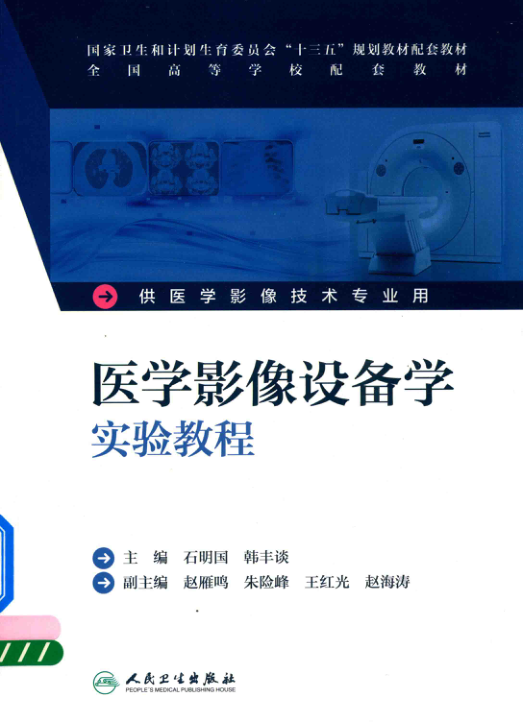 国家卫生和计划生育委员会“十三五”规划教材配套教材
全国高等学校配套教材
供医学影像技术专业用
医学影像设备学
实验教程
主 编 石明国 韩丰谈
副主编 赵雁鸣 朱险峰 王红光 赵海涛
人民卫生出版社
PEOPLE'S MEDICAL PUBLISHING HOUSE